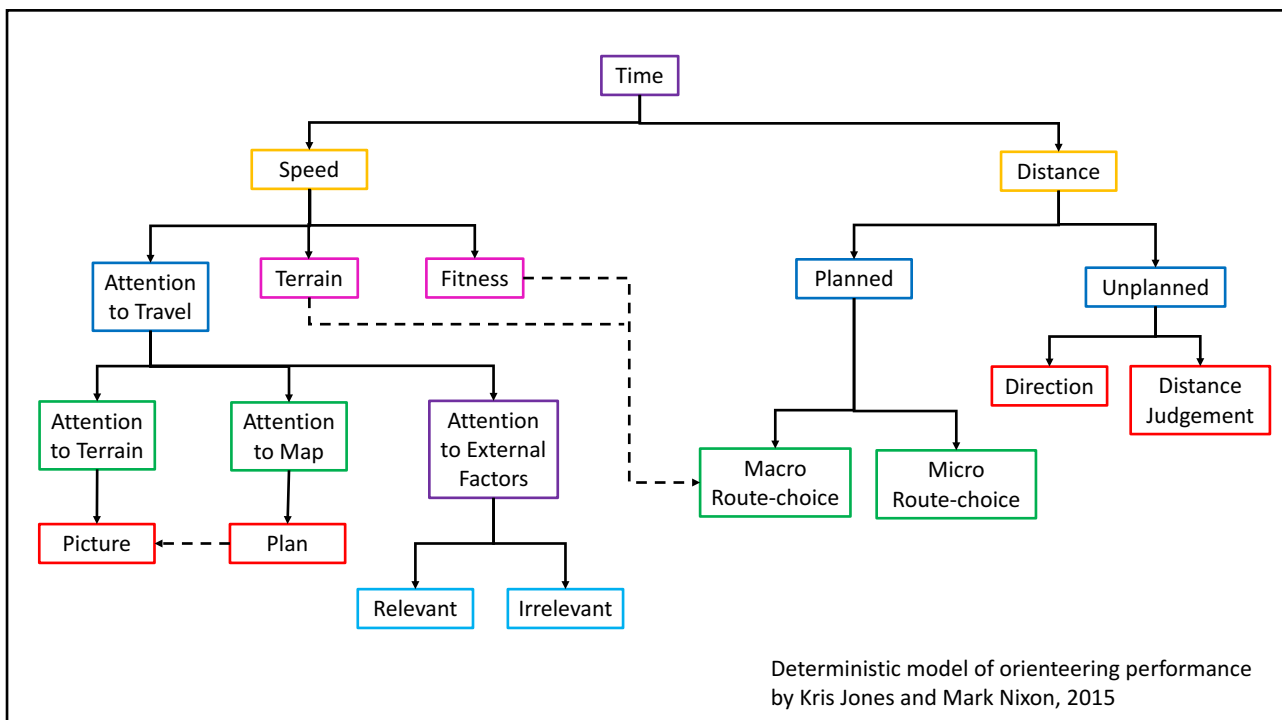 Time
Speed
Distance
Attention
to Travel
Terrain
Fitness
Planned
Unplanned
Direction
Distance
Judgement
Attention
to Terrain
Attention
to Map
Attention
to External
Factors
Macro
Route-choice
Micro
Route-choice
Picture
Plan
Relevant
Irrelevant
Deterministic model of orienteering performance
by Kris Jones and Mark Nixon, 2015